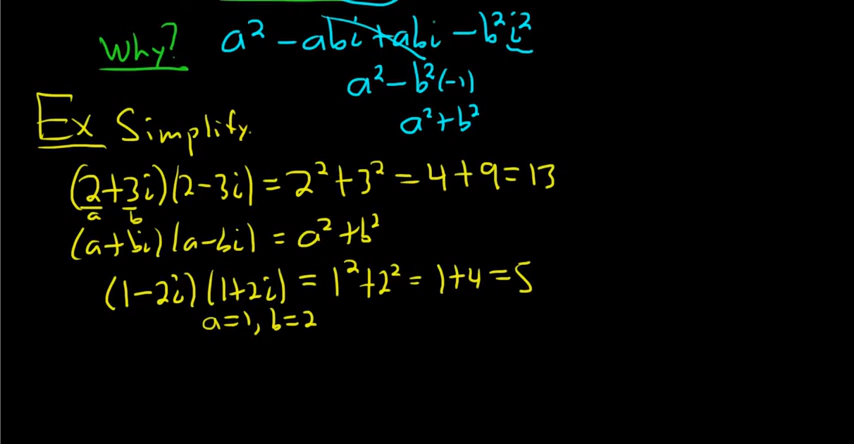 Why? a² - abi + abi - b²i²
a² - b²(-1)
a² + b²
Ex Simplify.
(2+3i)(2-3i) = 2² + 3² = 4 + 9 = 13
a b
(a+bi)(a-bi) = a² + b²
(1-2i)(1+2i) = 1² + 2² = 1 + 4 = 5
a=1, b=2